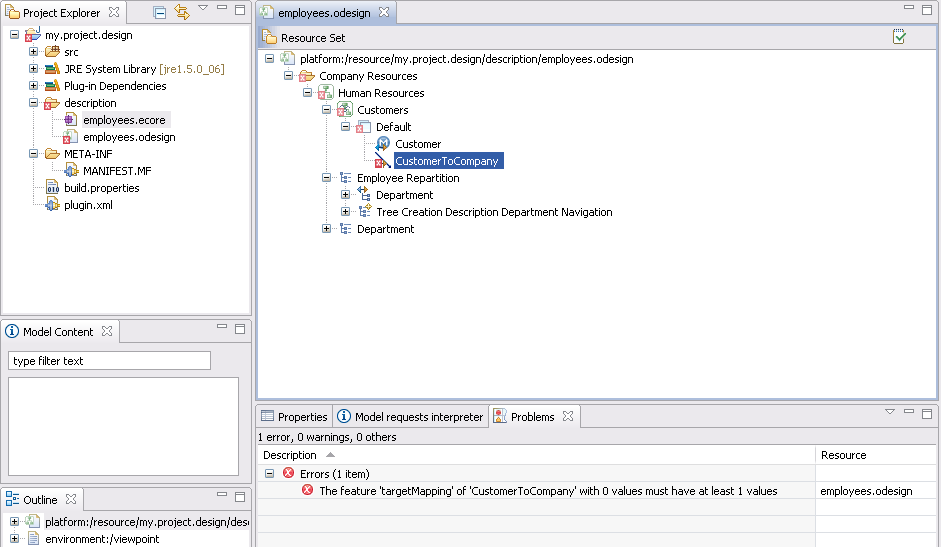 Project Explorer
my.project.design
src
JRE System Library [jre1.5.0_06]
Plug-in Dependencies
description
employees.ecore
employees.odesign
META-INF
MANIFEST.MF
build.properties
plugin.xml
Model Content
type filter text
Outline
platform:/resource/my.project.design/des
environment:/viewpoint
employees.odesign
Resource Set
platform:/resource/my.project.design/description/employees.odesign
Company Resources
Human Resources
Customers
Default
Customer
CustomerToCompany
Employee Repartition
Department
Tree Creation Description Department Navigation
Department
Properties
Model requests interpreter
Problems
1 error, 0 warnings, 0 others
Description Resource
Errors (1 item)
The feature 'targetMapping' of 'CustomerToCompany' with 0 values must have at least 1 values employees.odesign